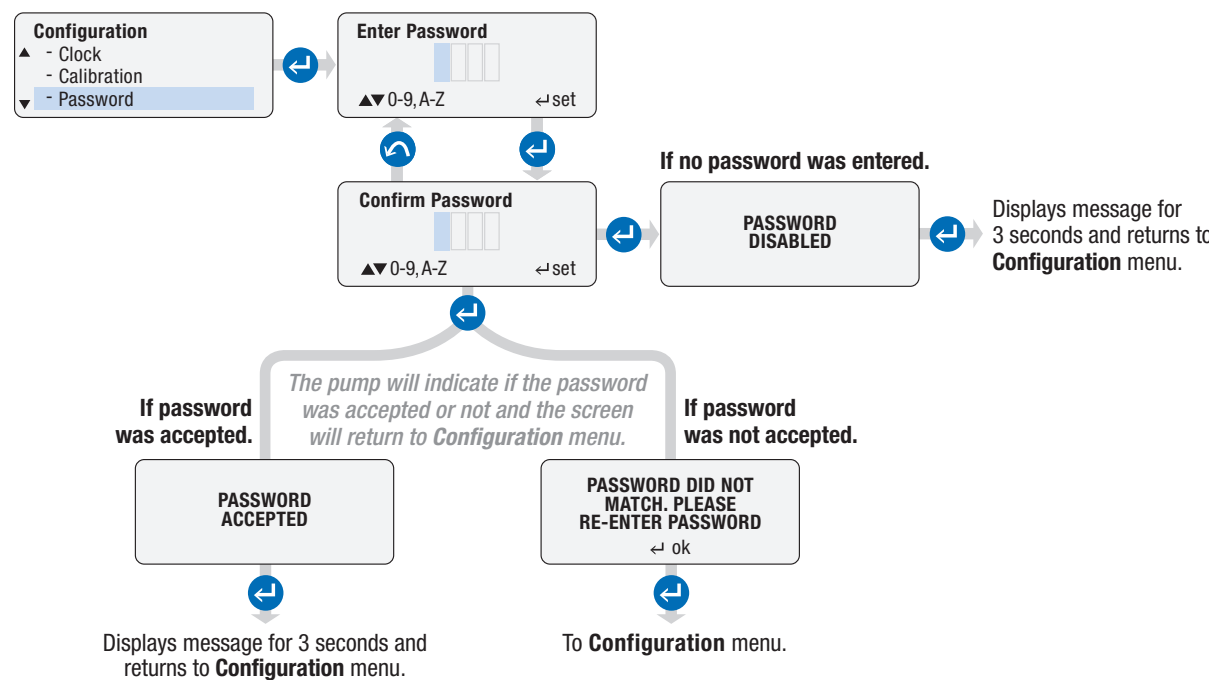 Configuration
- Clock
- Calibration
- Password
Enter Password
▲▼ 0-9, A-Z ↵ set
Confirm Password
▲▼ 0-9, A-Z ↵ set
If no password was entered.
PASSWORD
DISABLED
Displays message for
3 seconds and returns to
Configuration menu.
The pump will indicate if the password
was accepted or not and the screen
will return to Configuration menu.
If password
was accepted.
PASSWORD
ACCEPTED
Displays message for 3 seconds and
returns to Configuration menu.
If password
was not accepted.
PASSWORD DID NOT
MATCH. PLEASE
RE-ENTER PASSWORD
↵ ok
To Configuration menu.